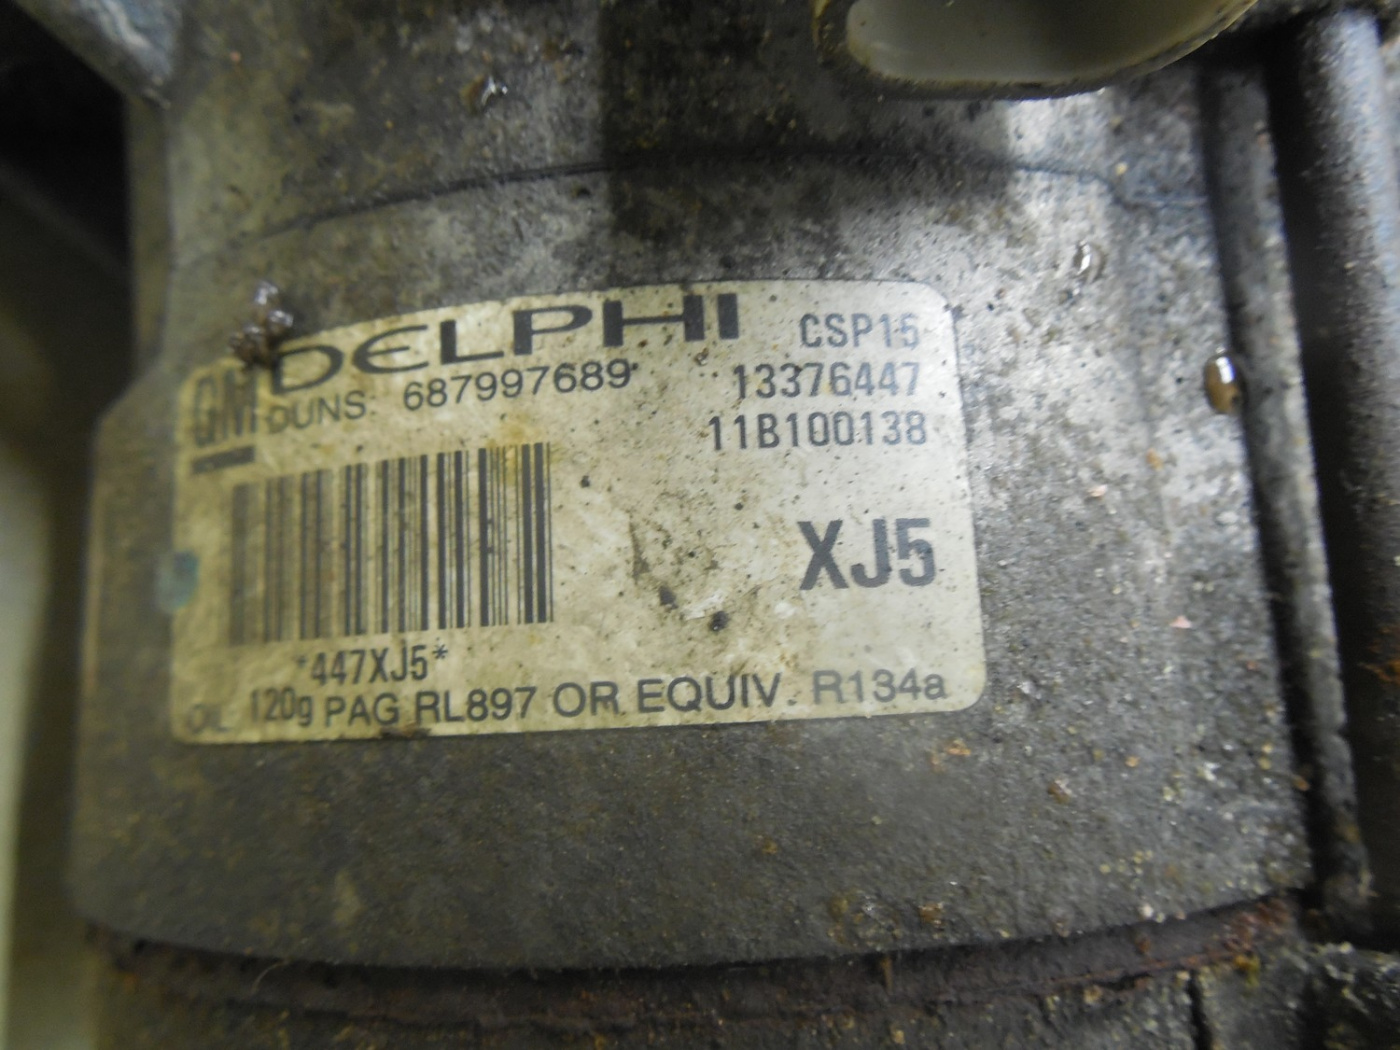 DELPHI CSP15
GM DUNS: 687997689 13376447
11B100138
XJ5
*447XJ5*
OIL 120g PAG RL897 OR EQUIV. R134a